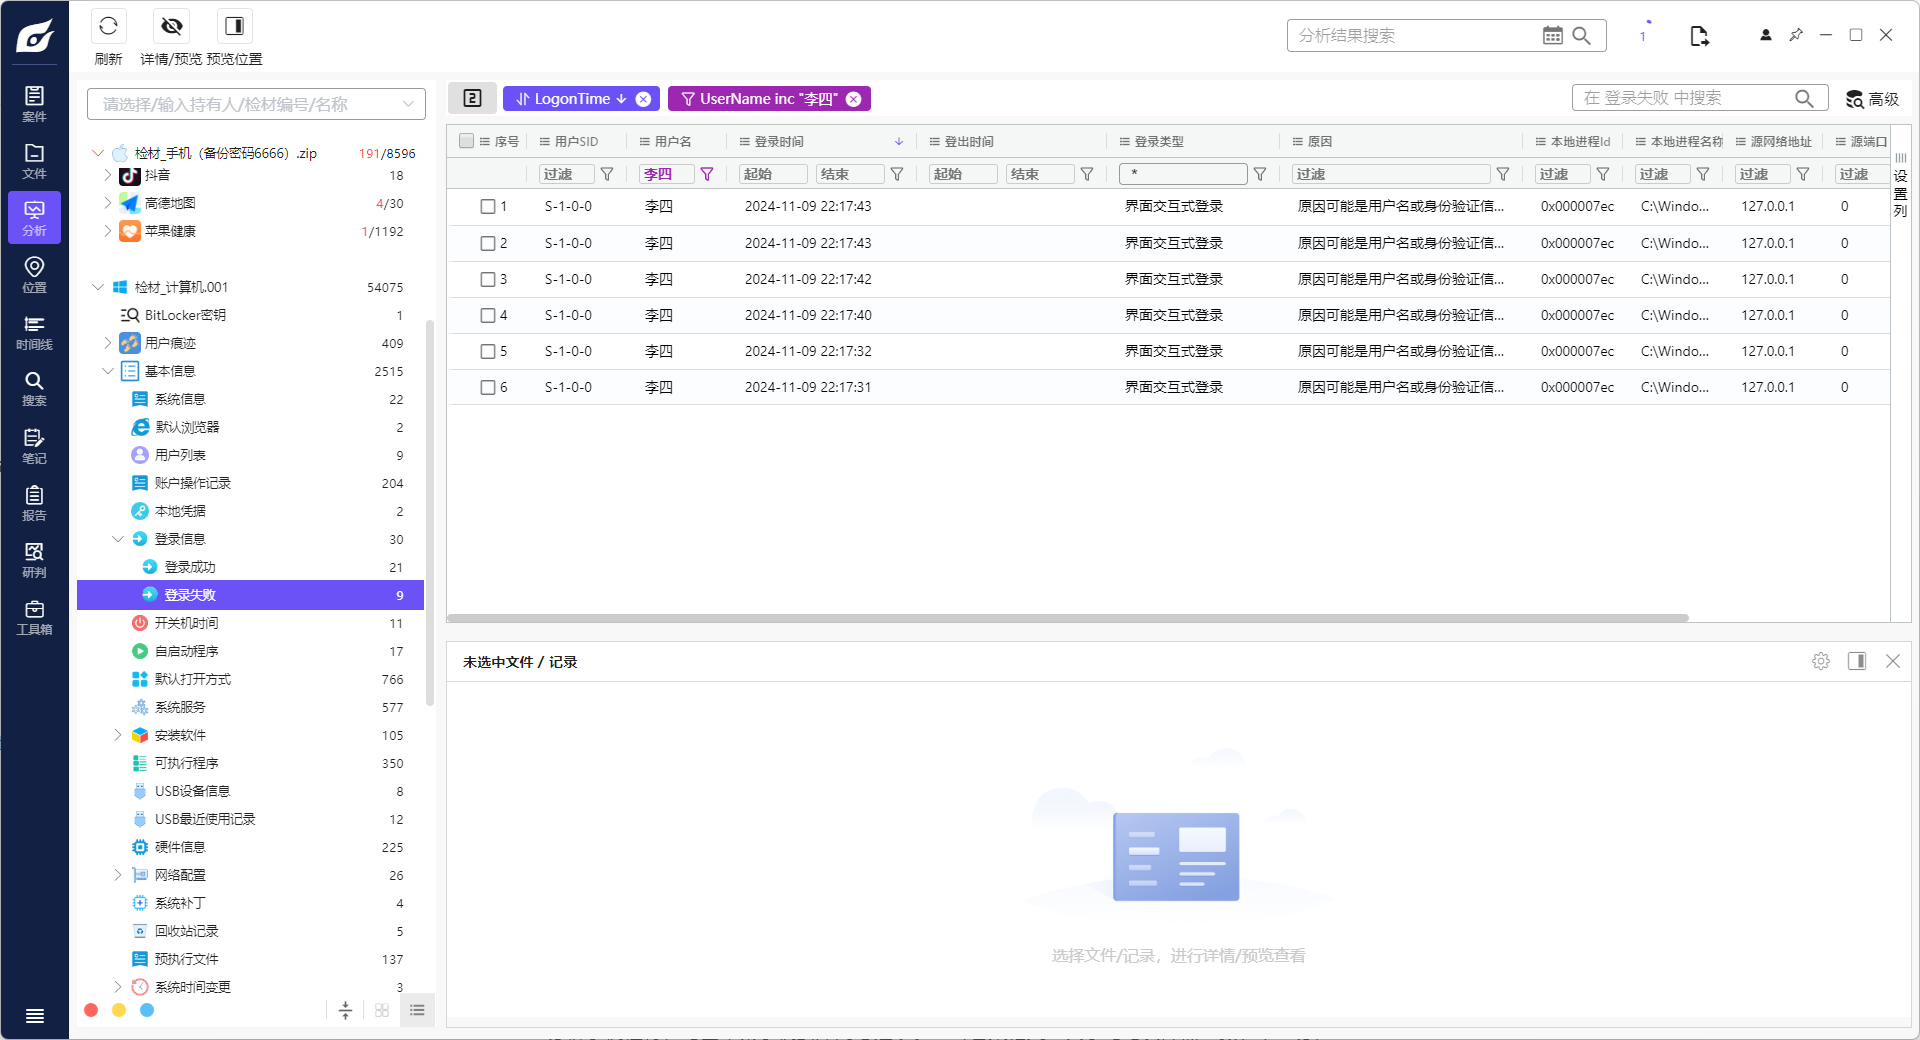 刷新
详情/预览
预览位置
分析结果搜索
1
案件
文件
分析
位置
时间线
搜索
笔记
报告
研判
工具箱
请选择/输入持有人/检材编号/名称
检材_手机（备份密码6666）.zip 191/8596
抖音 18
高德地图 4/30
苹果健康 1/1192
检材_计算机.001 54075
BitLocker密钥 1
用户痕迹 409
基本信息 2515
系统信息 22
默认浏览器 2
用户列表 9
账户操作记录 204
本地凭据 2
登录信息 30
登录成功 21
登录失败 9
开关机时间 11
自启动程序 17
默认打开方式 766
系统服务 577
安装软件 105
可执行程序 350
USB设备信息 8
USB最近使用记录 12
硬件信息 225
网络配置 26
系统补丁 4
回收站记录 5
预执行文件 137
系统时间变更 3
2
LogonTime
UserName inc "李四"
在 登录失败 中搜索
高级
序号 用户SID 用户名 登录时间 登出时间 登录类型 原因 本地进程Id 本地进程名称 源网络地址 源端口
过滤 李四 起始 结束 起始 结束 * 过滤 过滤 过滤 过滤 过滤
1 S-1-0-0 李四 2024-11-09 22:17:43 界面交互式登录 原因可能是用户名或身份验证信... 0x000007ec C:\Windo... 127.0.0.1 0
2 S-1-0-0 李四 2024-11-09 22:17:43 界面交互式登录 原因可能是用户名或身份验证信... 0x000007ec C:\Windo... 127.0.0.1 0
3 S-1-0-0 李四 2024-11-09 22:17:42 界面交互式登录 原因可能是用户名或身份验证信... 0x000007ec C:\Windo... 127.0.0.1 0
4 S-1-0-0 李四 2024-11-09 22:17:40 界面交互式登录 原因可能是用户名或身份验证信... 0x000007ec C:\Windo... 127.0.0.1 0
5 S-1-0-0 李四 2024-11-09 22:17:32 界面交互式登录 原因可能是用户名或身份验证信... 0x000007ec C:\Windo... 127.0.0.1 0
6 S-1-0-0 李四 2024-11-09 22:17:31 界面交互式登录 原因可能是用户名或身份验证信... 0x000007ec C:\Windo... 127.0.0.1 0
设置列
未选中文件 / 记录
选择文件/记录，进行详情/预览查看